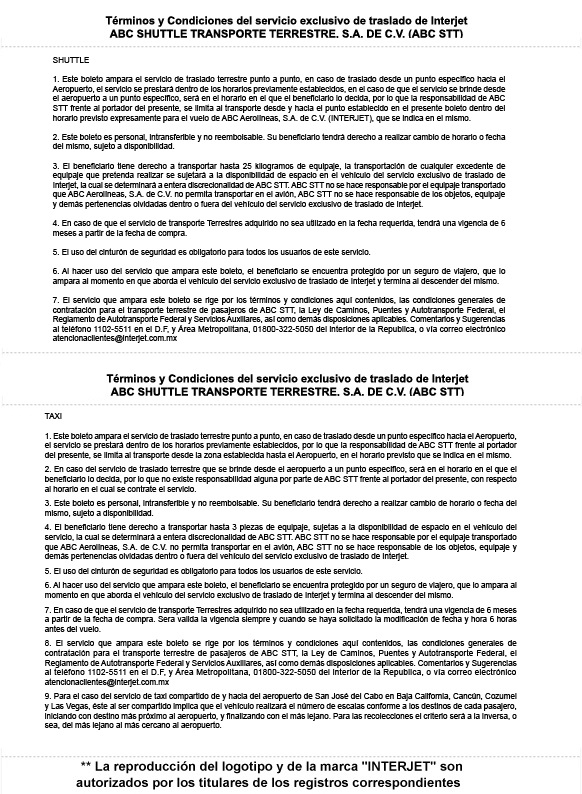 Términos y Condiciones del servicio exclusivo de traslado de Interjet
ABC SHUTTLE TRANSPORTE TERRESTRE, S.A. DE C.V. (ABC STT)
SHUTTLE
1. Este boleto ampara el servicio de traslado terrestre punto a punto, en caso de traslado desde un punto específico hacia el
Aeropuerto, el servicio se prestará dentro de los horarios previamente establecidos, en el caso de que el servicio se brinde desde
el aeropuerto a un punto específico, será en el horario en el que el beneficiario lo decida, por lo que la responsabilidad de ABC
STT frente al portador del presente, se limita al transporte desde y hacia el punto establecido en el presente boleto dentro del
horario previsto expresamente para el vuelo de ABC Aerolíneas, S.A. de C.V. (INTERJET), que se indica en el mismo.
2. Este boleto es personal, intransferible y no reembolsable. Su beneficiario tendrá derecho a realizar cambio de horario o fecha
del mismo, sujeto a disponibilidad.
3. El beneficiario tiene derecho a transportar hasta 25 kilogramos de equipaje, la transportación de cualquier excedente de
equipaje que pretenda realizar se sujetará a la disponibilidad de espacio en el vehículo del servicio exclusivo de traslado de
Interjet, la cual se determinará a entera discrecionalidad de ABC STT. ABC STT no se hace responsable por el equipaje transportado
que ABC Aerolíneas, S.A. de C.V. no permita transportar en el avión, ABC STT no se hace responsable de los objetos, equipaje
y demás pertenencias olvidadas dentro o fuera del vehículo del servicio exclusivo de traslado de Interjet.
4. En caso de que el servicio de transporte Terrestres adquirido no sea utilizado en la fecha requerida, tendrá una vigencia de 6
meses a partir de la fecha de compra.
5. El uso del cinturón de seguridad es obligatorio para todos los usuarios de este servicio.
6. Al hacer uso del servicio que ampara este boleto, el beneficiario se encuentra protegido por un seguro de viajero, que lo
ampara al momento en que aborda el vehículo del servicio exclusivo de traslado de Interjet y termina al descender del mismo.
7. El servicio que ampara este boleto se rige por los términos y condiciones aquí contenidos, las condiciones generales de
contratación para el transporte terrestre de pasajeros de ABC STT, la Ley de Caminos, Puentes y Autotransporte Federal, el
Reglamento de Autotransporte Federal y Servicios Auxiliares, así como demás disposiciones aplicables. Comentarios y Sugerencias
al teléfono 1102-5511 en el D.F, y Área Metropolitana, 01800-322-5050 del Interior de la Republica, o vía correo electrónico
atencionaclientes@interjet.com.mx
Términos y Condiciones del servicio exclusivo de traslado de Interjet
ABC SHUTTLE TRANSPORTE TERRESTRE, S.A. DE C.V. (ABC STT)
TAXI
1. Este boleto ampara el servicio de traslado terrestre punto a punto, en caso de traslado desde un punto específico hacia el Aeropuerto,
el servicio se prestará dentro de los horarios previamente establecidos, por lo que la responsabilidad de ABC STT frente al portador
del presente, se limita al transporte desde la zona establecida hasta el Aeropuerto, en el horario previsto que se indica en el mismo.
2. En caso del servicio de traslado terrestre que se brinde desde el aeropuerto a un punto específico, será en el horario en el que el
beneficiario lo decida, por lo que no existe responsabilidad alguna por parte de ABC STT frente al portador del presente, con respecto
al horario en el cual se contrate el servicio.
3. Este boleto es personal, intransferible y no reembolsable. Su beneficiario tendrá derecho a realizar cambio de horario o fecha del
mismo, sujeto a disponibilidad.
4. El beneficiario tiene derecho a transportar hasta 3 piezas de equipaje, sujetas a la disponibilidad de espacio en el vehículo del
servicio, la cual se determinará a entera discrecionalidad de ABC STT. ABC STT no se hace responsable por el equipaje transportado
que ABC Aerolíneas, S.A. de C.V. no permita transportar en el avión, ABC STT no se hace responsable de los objetos, equipaje y
demás pertenencias olvidadas dentro o fuera del vehículo del servicio exclusivo de traslado de Interjet.
5. El uso del cinturón de seguridad es obligatorio para todos los usuarios de este servicio.
6. Al hacer uso del servicio que ampara este boleto, el beneficiario se encuentra protegido por un seguro de viajero, que lo ampara al
momento en que aborda el vehículo del servicio exclusivo de traslado de Interjet y termina al descender del mismo.
7. En caso de que el servicio de transporte Terrestres adquirido no sea utilizado en la fecha requerida, tendrá una vigencia de 6 meses
a partir de la fecha de compra. Sera valida la vigencia siempre y cuando se haya solicitado la modificación de fecha y hora 6 horas
antes del vuelo.
8. El servicio que ampara este boleto se rige por los términos y condiciones aquí contenidos, las condiciones generales de
contratación para el transporte terrestre de pasajeros de ABC STT, la Ley de Caminos, Puentes y Autotransporte Federal, el
Reglamento de Autotransporte Federal y Servicios Auxiliares, así como demás disposiciones aplicables. Comentarios y Sugerencias
al teléfono 1102-5511 en el D.F, y Área Metropolitana, 01800-322-5050 del interior de la Republica, o vía correo electrónico
atencionaclientes@interjet.com.mx
9. Para el caso del servicio de taxi compartido de y hacia del aeropuerto de San José del Cabo en Baja California, Cancún, Cozumel
y Las Vegas, éste al ser compartido implica que el vehículo realizará el número de escalas conforme a los destinos de cada pasajero,
iniciando con destino más próximo al aeropuerto, y finalizando con el más lejano. Para las recolecciones el criterio será a la inversa, o
sea, del más lejano al más cercano al aeropuerto.
** La reproducción del logotipo y de la marca "INTERJET" son
autorizados por los titulares de los registros correspondientes